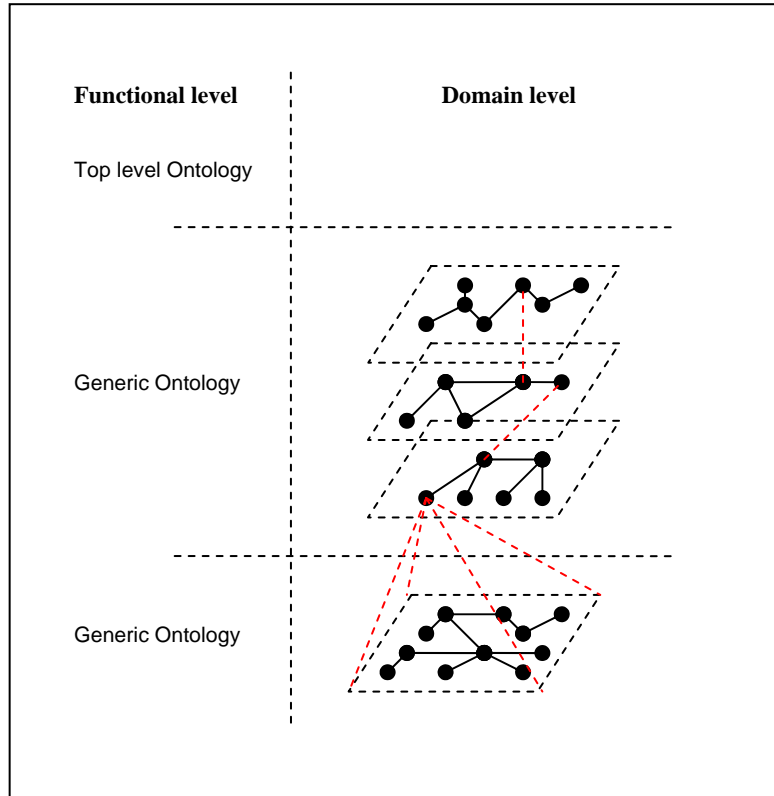 Functional level
Domain level
Top level Ontology
Generic Ontology
Generic Ontology